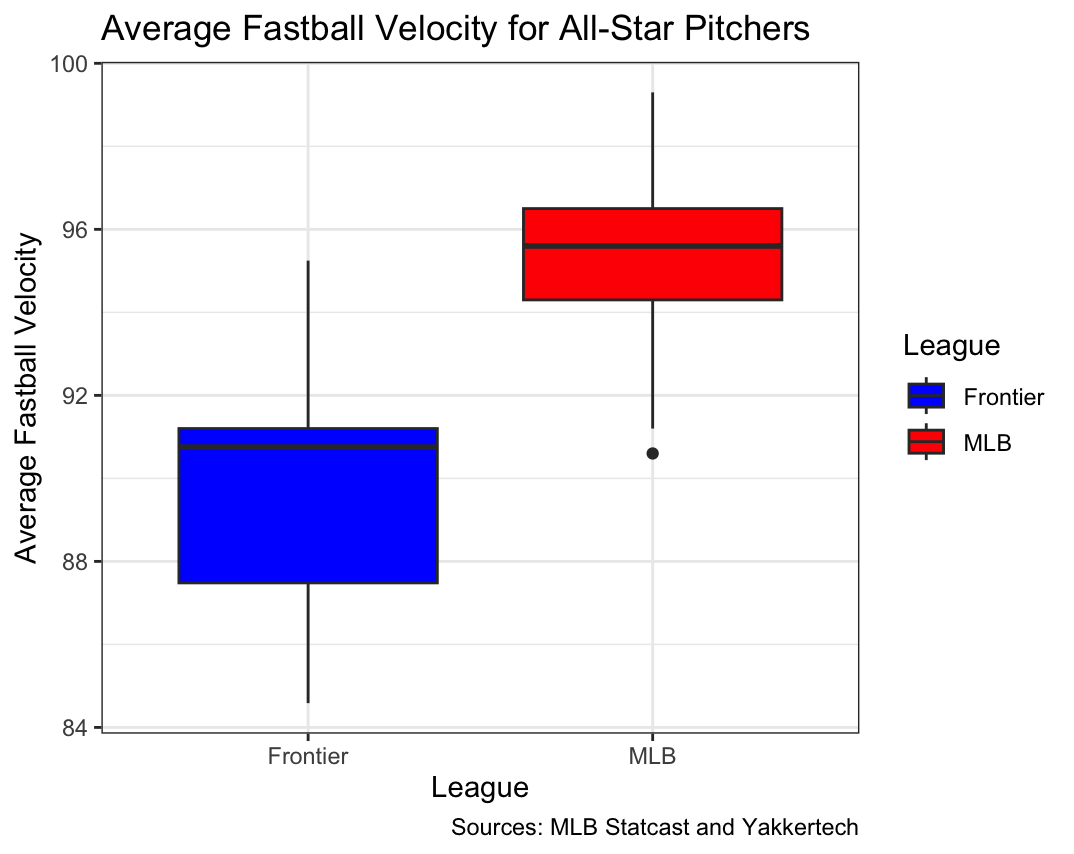 Average Fastball Velocity for All-Star Pitchers
100
96
92
88
84
Average Fastball Velocity
Frontier
MLB
League
League
Frontier
MLB
Sources: MLB Statcast and Yakkertech